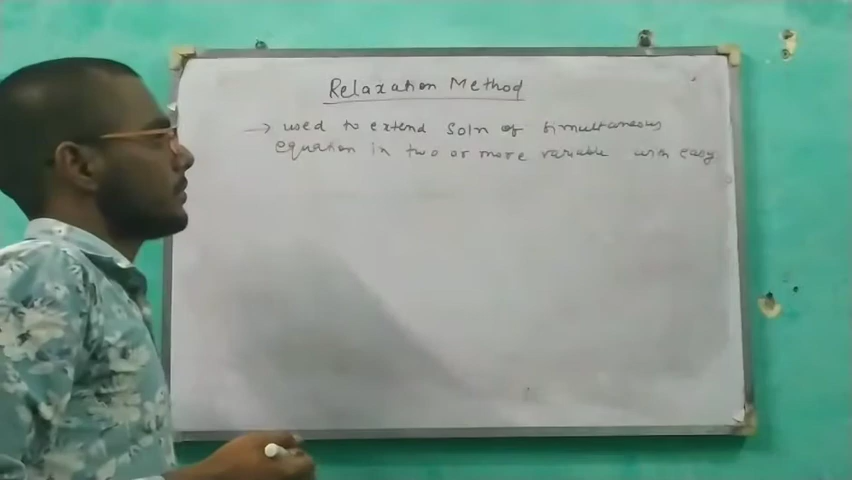 Relaxation Method
→ used to extend Soln of Simultaneous
equation in two or more variable with easy